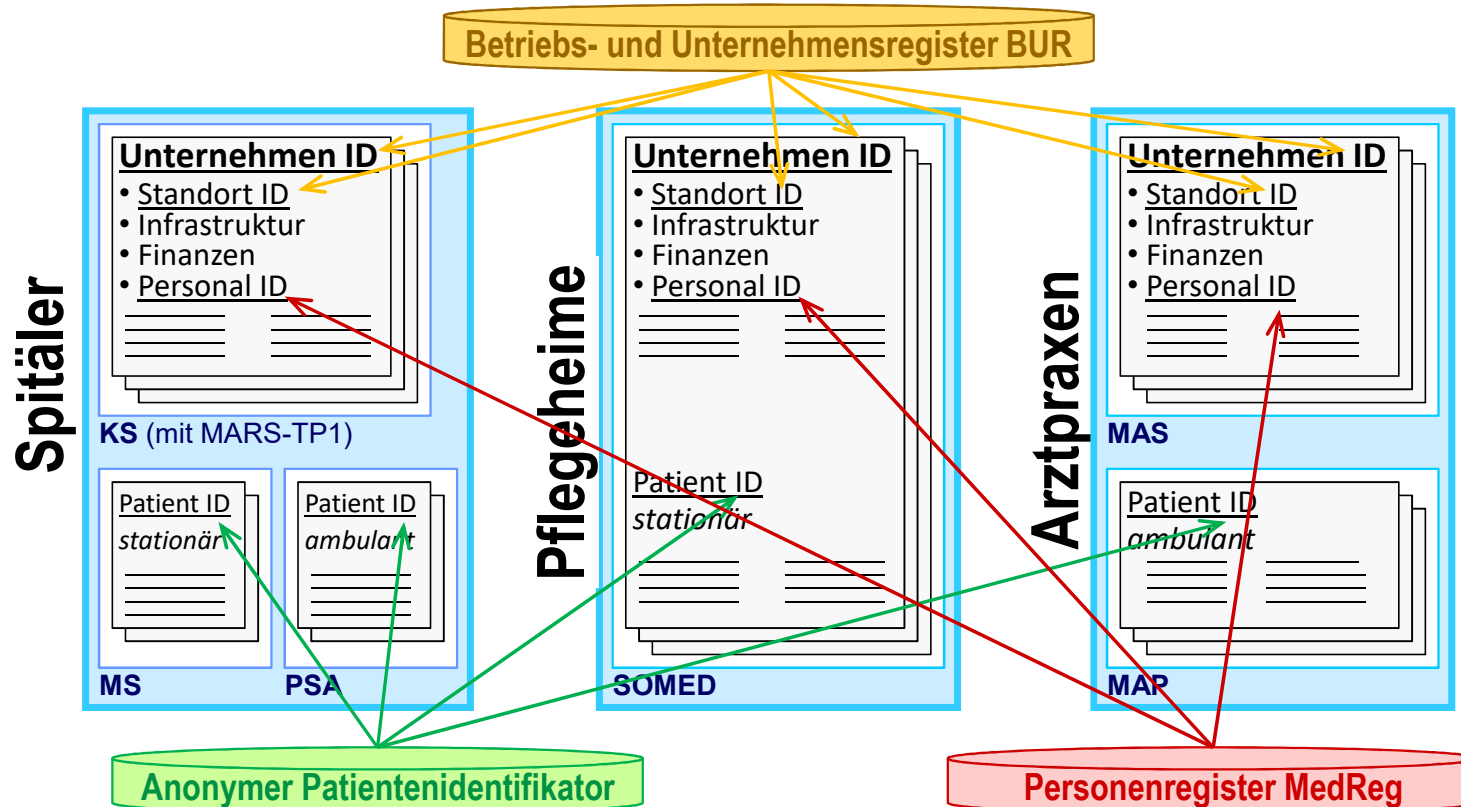 Betriebs- und Unternehmensregister BUR
Spitäler
Unternehmen ID
• Standort ID
• Infrastruktur
• Finanzen
• Personal ID
KS (mit MARS-TP1)
Patient ID
stationär
MS
Patient ID
ambulant
PSA
Pflegeheime
Unternehmen ID
• Standort ID
• Infrastruktur
• Finanzen
• Personal ID
Patient ID
stationär
SOMED
Arztpraxen
Unternehmen ID
• Standort ID
• Infrastruktur
• Finanzen
• Personal ID
MAS
Patient ID
ambulant
MAP
Anonymer Patientenidentifikator
Personenregister MedReg